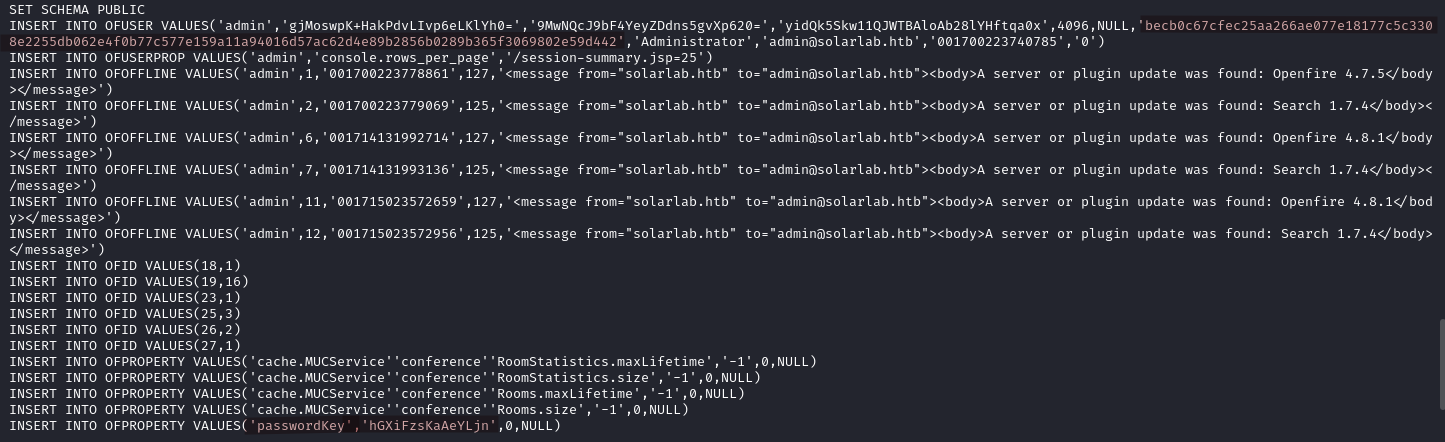 SET SCHEMA PUBLIC
INSERT INTO OFUSER VALUES('admin','gjMoswpK+HakPdvLIvp6eLKlYh0=','9MwNQcJ9bF4YeyZDdns5gvXp620=','yidQk5Skw11QJWTBAloAb28lYHftqa0x',4096,NULL,'becb0c67cfec25aa266ae077e18177c5c330
8e2255db062e4f0b77c577e159a11a94016d57ac62d4e89b2856b0289b365f3069802e59d442','Administrator','admin@solarlab.htb','001700223740785','0')
INSERT INTO OFUSERPROP VALUES('admin','console.rows_per_page','/session-summary.jsp=25')
INSERT INTO OFOFFLINE VALUES('admin',1,'001700223778861',127,'<message from="solarlab.htb" to="admin@solarlab.htb"><body>A server or plugin update was found: Openfire 4.7.5</body
></message>')
INSERT INTO OFOFFLINE VALUES('admin',2,'001700223779069',125,'<message from="solarlab.htb" to="admin@solarlab.htb"><body>A server or plugin update was found: Search 1.7.4</body><
/message>')
INSERT INTO OFOFFLINE VALUES('admin',6,'001714131992714',127,'<message from="solarlab.htb" to="admin@solarlab.htb"><body>A server or plugin update was found: Openfire 4.8.1</body
></message>')
INSERT INTO OFOFFLINE VALUES('admin',7,'001714131993136',125,'<message from="solarlab.htb" to="admin@solarlab.htb"><body>A server or plugin update was found: Search 1.7.4</body><
/message>')
INSERT INTO OFOFFLINE VALUES('admin',11,'001715023572659',127,'<message from="solarlab.htb" to="admin@solarlab.htb"><body>A server or plugin update was found: Openfire 4.8.1</bod
y></message>')
INSERT INTO OFOFFLINE VALUES('admin',12,'001715023572956',125,'<message from="solarlab.htb" to="admin@solarlab.htb"><body>A server or plugin update was found: Search 1.7.4</body>
</message>')
INSERT INTO OFID VALUES(18,1)
INSERT INTO OFID VALUES(19,16)
INSERT INTO OFID VALUES(23,1)
INSERT INTO OFID VALUES(25,3)
INSERT INTO OFID VALUES(26,2)
INSERT INTO OFID VALUES(27,1)
INSERT INTO OFPROPERTY VALUES('cache.MUCService''conference''RoomStatistics.maxLifetime','-1',0,NULL)
INSERT INTO OFPROPERTY VALUES('cache.MUCService''conference''RoomStatistics.size','-1',0,NULL)
INSERT INTO OFPROPERTY VALUES('cache.MUCService''conference''Rooms.maxLifetime','-1',0,NULL)
INSERT INTO OFPROPERTY VALUES('cache.MUCService''conference''Rooms.size','-1',0,NULL)
INSERT INTO OFPROPERTY VALUES('passwordKey','hGXiFzsKaAeYLjn',0,NULL)